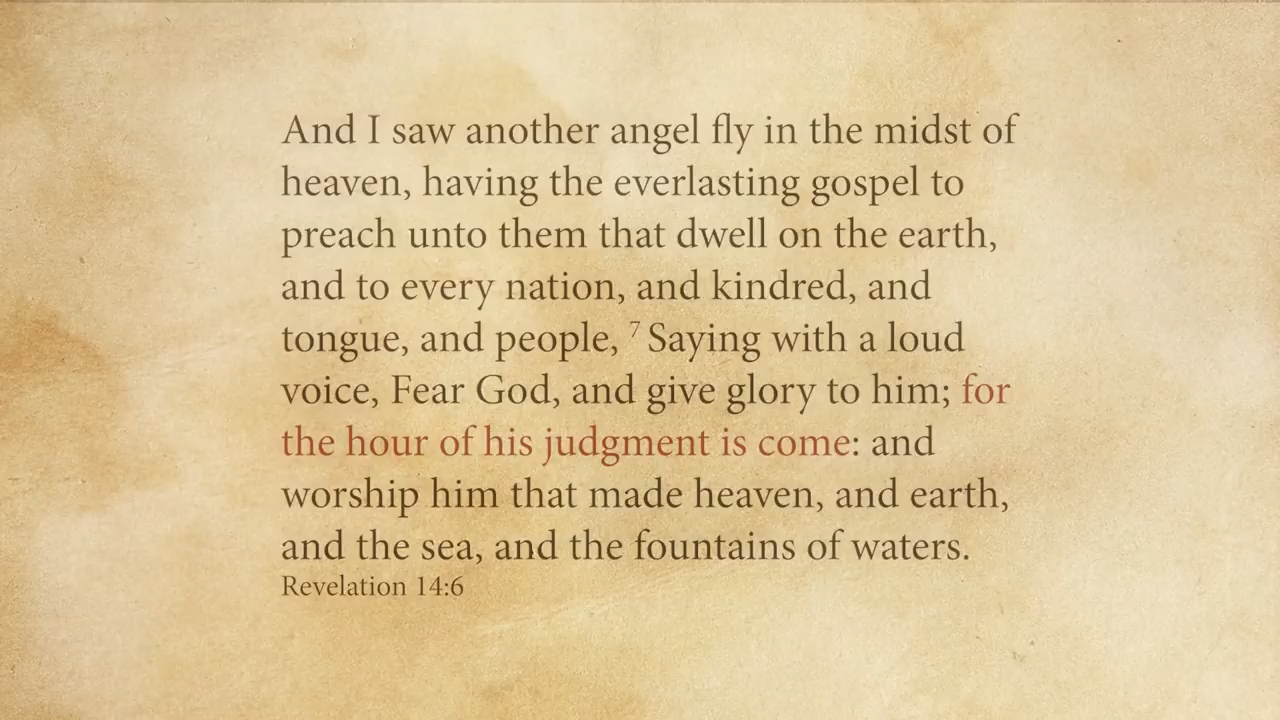 And I saw another angel fly in the midst of
heaven, having the everlasting gospel to
preach unto them that dwell on the earth,
and to every nation, and kindred, and
tongue, and people, 7 Saying with a loud
voice, Fear God, and give glory to him; for
the hour of his judgment is come: and
worship him that made heaven, and earth,
and the sea, and the fountains of waters.
Revelation 14:6